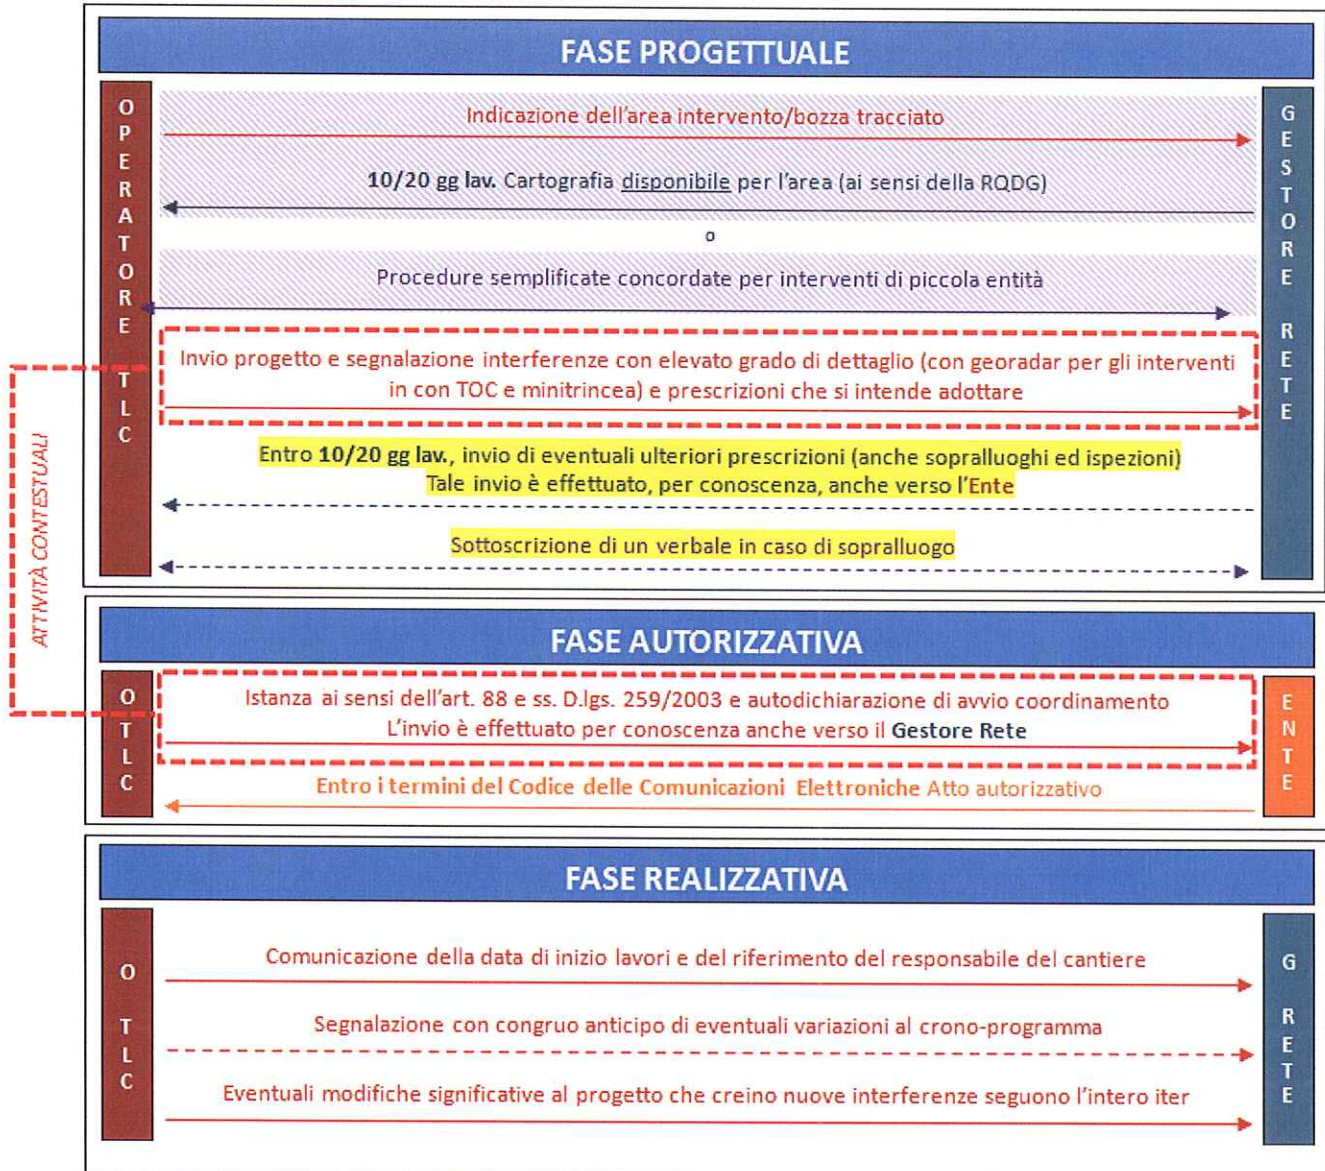 FASE PROGETTUALE
OPERATORE TLC
GESTORE RETE
Indicazione dell'area intervento/bozza tracciato
10/20 gg lav. Cartografia disponibile per l'area (ai sensi della RQDG)
o
Procedure semplificate concordate per interventi di piccola entità
Invio progetto e segnalazione interferenze con elevato grado di dettaglio (con georadar per gli interventi
in con TOC e minitrincea) e prescrizioni che si intende adottare
Entro 10/20 gg lav., invio di eventuali ulteriori prescrizioni (anche sopralluoghi ed ispezioni)
Tale invio è effettuato, per conoscenza, anche verso l'Ente
Sottoscrizione di un verbale in caso di sopralluogo
ATTIVITÀ CONTESTUALI
FASE AUTORIZZATIVA
O TLC
ENTE
Istanza ai sensi dell'art. 88 e ss. D.lgs. 259/2003 e autodichiarazione di avvio coordinamento
L'invio è effettuato per conoscenza anche verso il Gestore Rete
Entro i termini del Codice delle Comunicazioni Elettroniche Atto autorizzativo
FASE REALIZZATIVA
O TLC
G RETE
Comunicazione della data di inizio lavori e del riferimento del responsabile del cantiere
Segnalazione con congruo anticipo di eventuali variazioni al crono-programma
Eventuali modifiche significative al progetto che creino nuove interferenze seguono l'intero iter